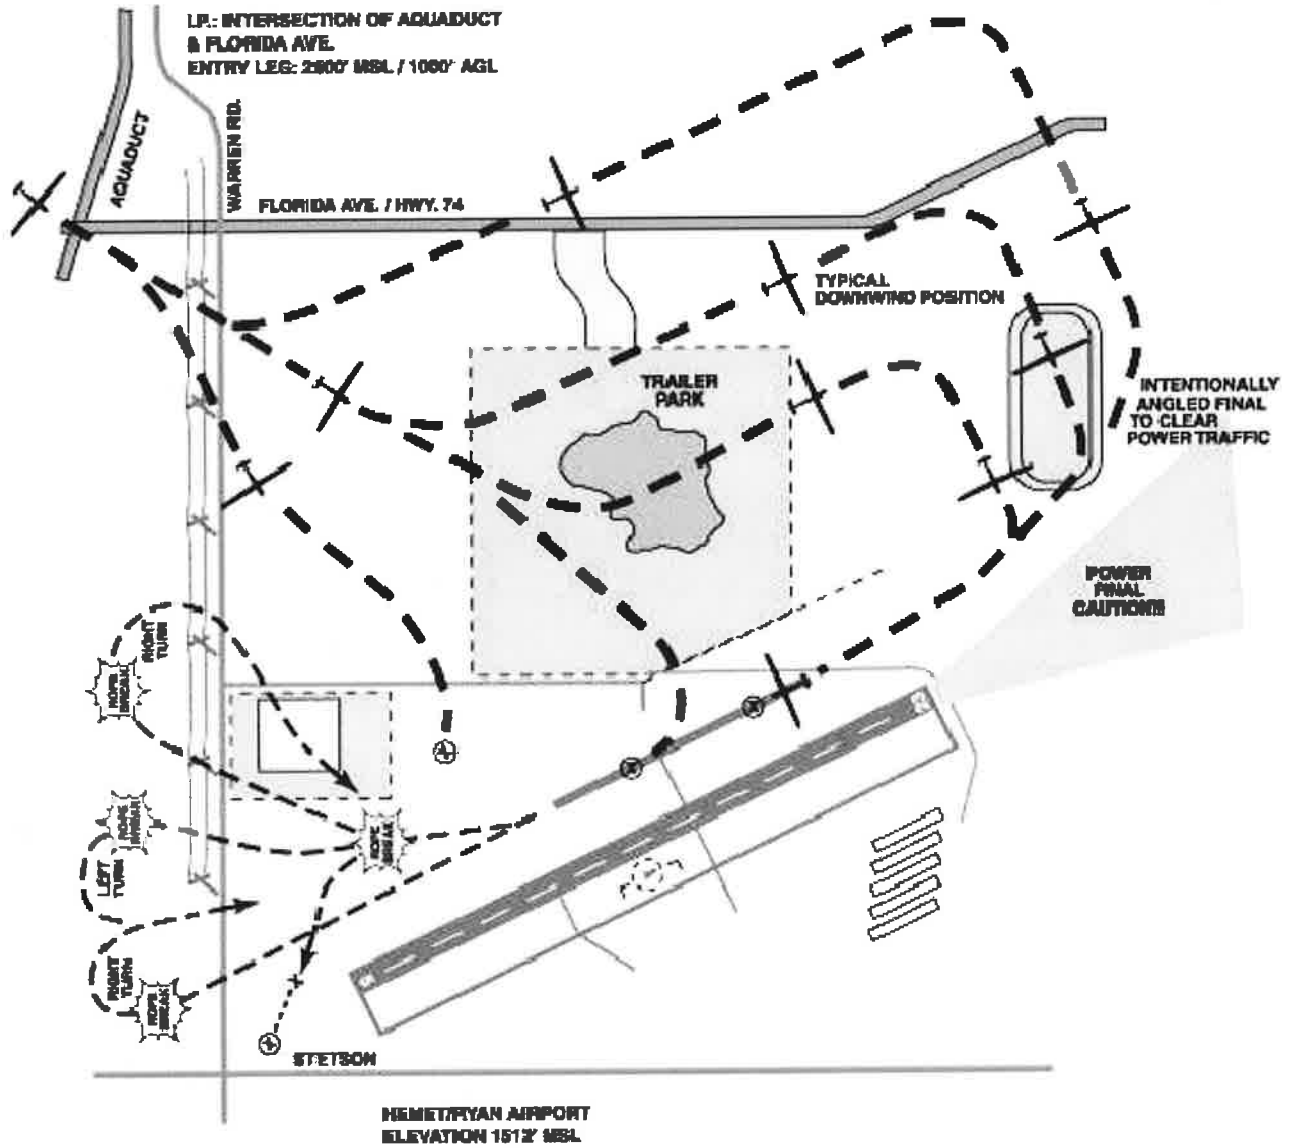 I.P.: INTERSECTION OF AQUADUCT
& FLORIDA AVE.
ENTRY LEG: 2500' MSL / 1000' AGL
AQUADUCT
WARREN RD.
FLORIDA AVE. / HWY. 74
TYPICAL
DOWNWIND POSITION
TRAILER
PARK
INTENTIONALLY
ANGLED FINAL
TO CLEAR
POWER TRAFFIC
POWER
FINAL
CAUTION!!!
RIGHT
TURN
ROPE
BREAK
ROPE
BREAK
ROPE
BREAK
LEFT
TURN
RIGHT
TURN
ROPE
BREAK
STETSON
HEMET/RYAN AIRPORT
ELEVATION 1512' MSL